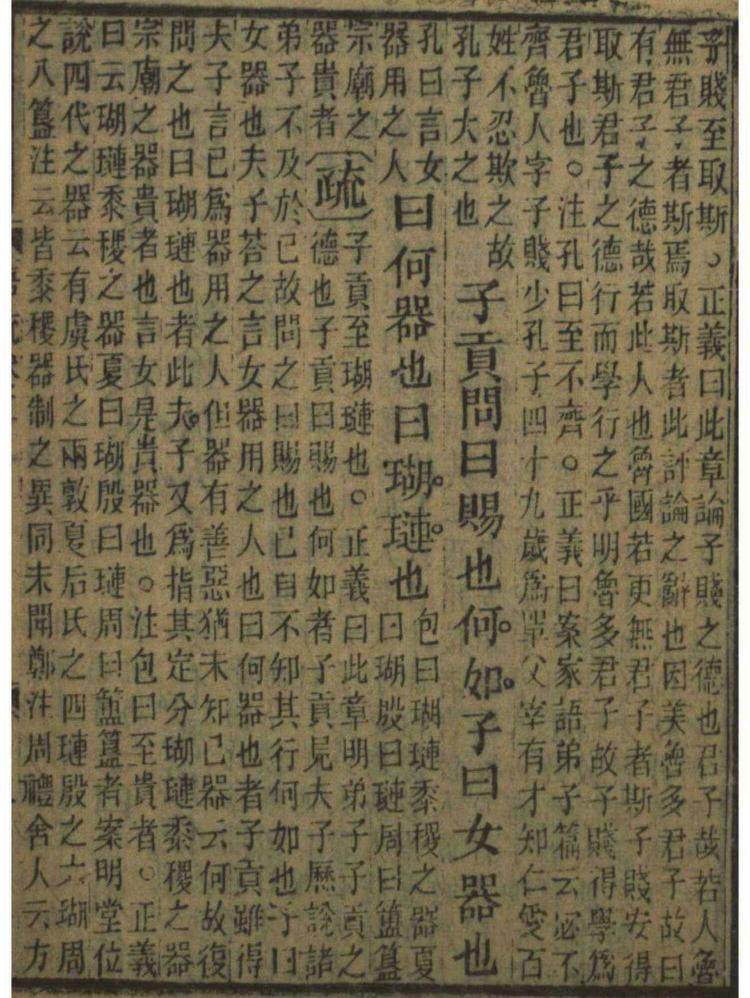 子賤至取斯○正義曰此章論子賤之德也君子哉若人魯
無君子者斯焉取斯者此評論之辭也因美魯多君子故曰
有君子之德哉若此人也魯國若更無君子者斯子賤安得
取斯君子之德行而學行之乎明魯多君子故子賤得學爲
君子也○注孔曰至不齊○正義曰案家語弟子篇云宓不
齊魯人字子賤少孔子四十九歲爲單父宰有才知仁愛百
姓不忍欺之故
孔子大之也
子貢問曰賜也何如子曰女器也
孔曰言女
器用之人
曰何器也曰瑚璉也
包曰瑚璉黍稷之器夏
曰瑚殷曰璉周曰簠簋
宗廟之
器貴者
疏
子貢至瑚璉也○正義曰此章明弟子子貢之
德也子貢曰賜也何如者子貢見夫子歷說諸
弟子不及於己故問之曰賜也已自不知其行何如也子曰
女器也夫子荅之言女器用之人也曰何器也者子貢雖得
夫子言己爲器用之人但器有善惡猶未知己器云何故復
問之也曰瑚璉也者此夫子又爲指其定分瑚璉黍稷之器
宗廟之器貴者也言女是貴器也○注包曰至貴者○正義
曰云瑚璉黍稷之器夏曰瑚殷曰璉周曰簠簋者案明堂位
說四代之器云有虞氏之兩敦夏后氏之四璉殷之六瑚周
之八簋注云皆黍稷器制之異同未聞鄭注周禮舍人云方